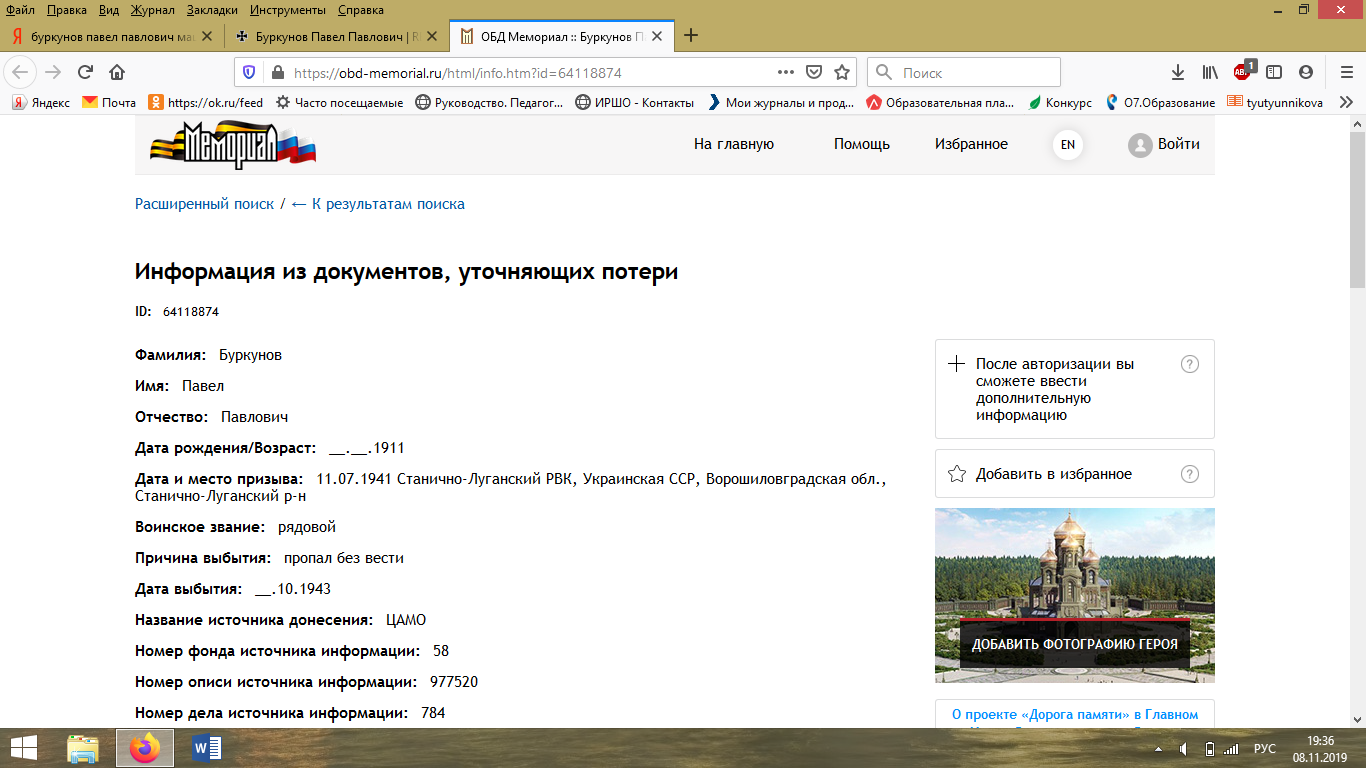 Файл Правка Вид Журнал Закладки Инструменты Справка
буркунов павел павлович ма
Буркунов Павел Павлович |
ОБД Мемориал :: Буркунов П
https://obd-memorial.ru/html/info.htm?id=64118874
Поиск
1
Яндекс Почта https://ok.ru/feed Часто посещаемые Руководство. Педагог... ИРШО - Контакты Мои журналы и прод... Образовательная пла... Конкурс О7.Образование tyutyunnikova
Мемориал
На главную Помощь Избранное EN Войти
Расширенный поиск / ← К результатам поиска
Информация из документов, уточняющих потери
ID: 64118874
Фамилия: Буркунов
Имя: Павел
Отчество: Павлович
Дата рождения/Возраст: __.__.1911
Дата и место призыва: 11.07.1941 Станично-Луганский РВК, Украинская ССР, Ворошиловградская обл.,
Станично-Луганский р-н
Воинское звание: рядовой
Причина выбытия: пропал без вести
Дата выбытия: __.10.1943
Название источника донесения: ЦАМО
Номер фонда источника информации: 58
Номер описи источника информации: 977520
Номер дела источника информации: 784
После авторизации вы
сможете ввести
дополнительную
информацию
Добавить в избранное
ДОБАВИТЬ ФОТОГРАФИЮ ГЕРОЯ
О проекте «Дорога памяти» в Главном
РУС
19:36
08.11.2019